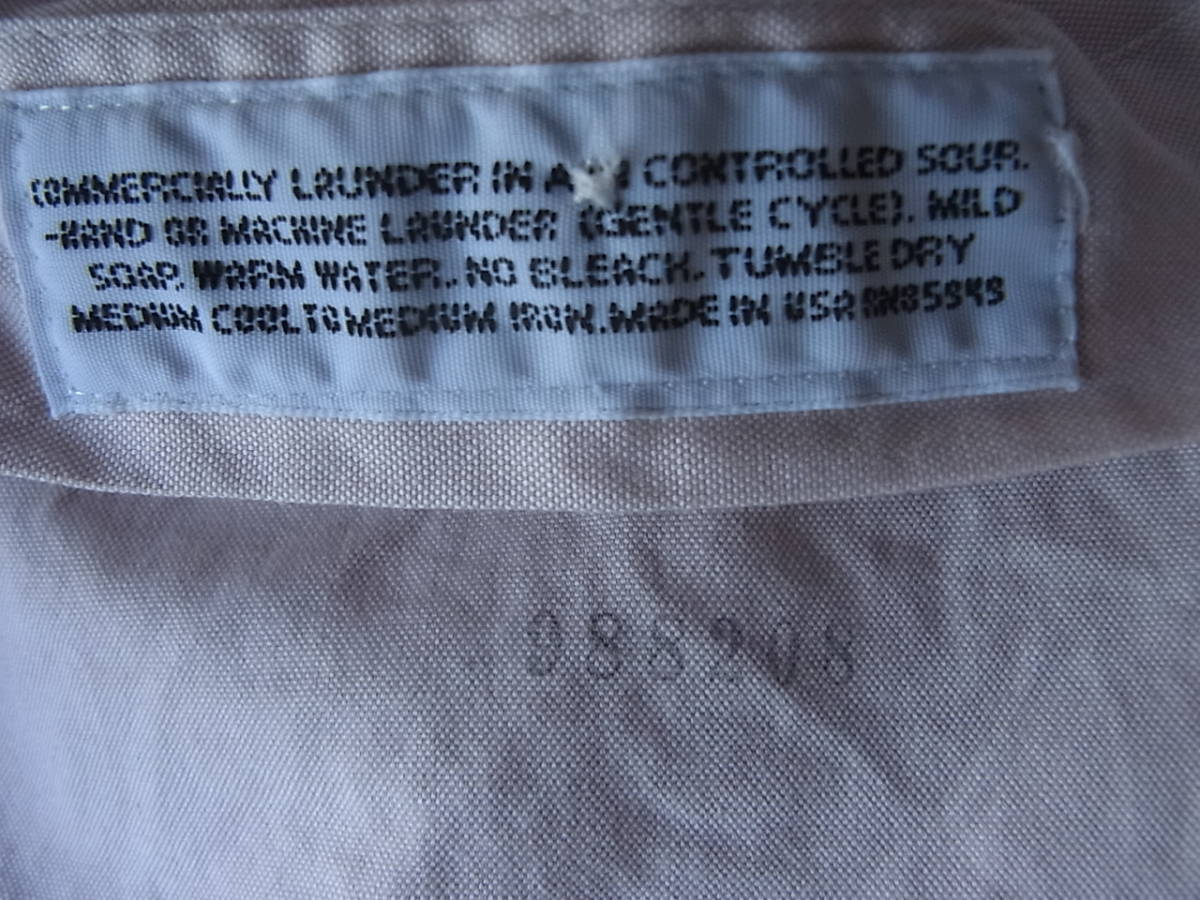 COMMERCIALLY LAUNDER IN A CONTROLLED SOUR.
-HAND OR MACHINE LAUNDER (GENTLE CYCLE). MILD
SOAP. WARM WATER. NO BLEACH. TUMBLE DRY
MEDIUM COOL TO MEDIUM IRON. MADE IN USA